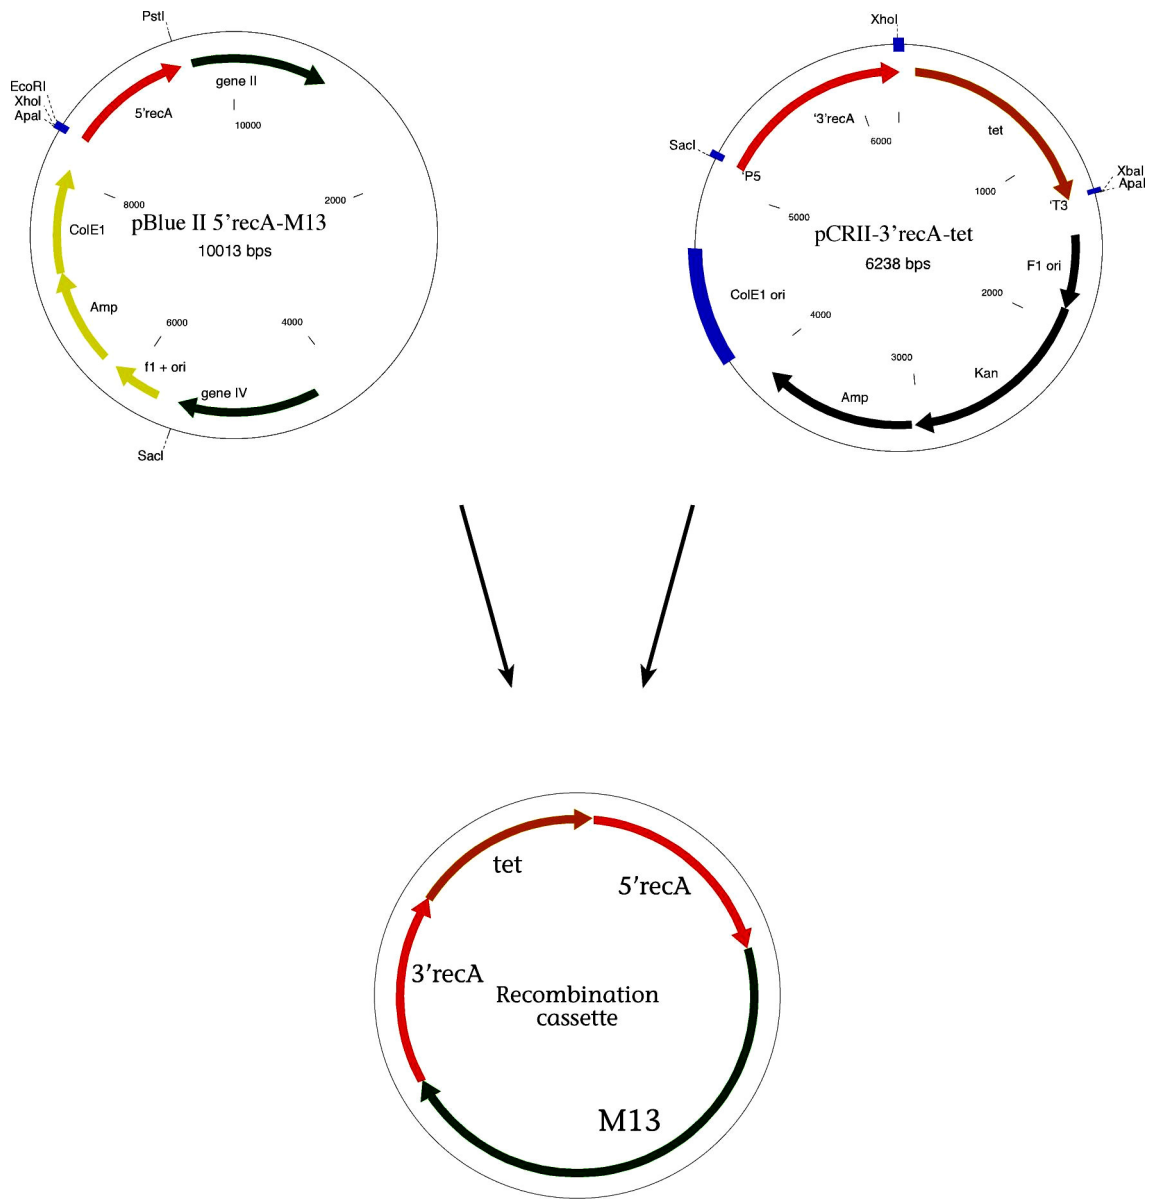 PstI
EcoRI
XhoI
ApaI
5'recA
gene II
10000
8000
2000
pBlue II 5'recA-M13
10013 bps
ColE1
Amp
6000
4000
f1 + ori
gene IV
SacI
XhoI
'3'recA
6000
tet
SacI
'P5
XbaI
ApaI
1000
'T3
5000
pCRII-3'recA-tet
6238 bps
F1 ori
ColE1 ori
2000
4000
3000
Kan
Amp
tet
5'recA
3'recA
Recombination
cassette
M13